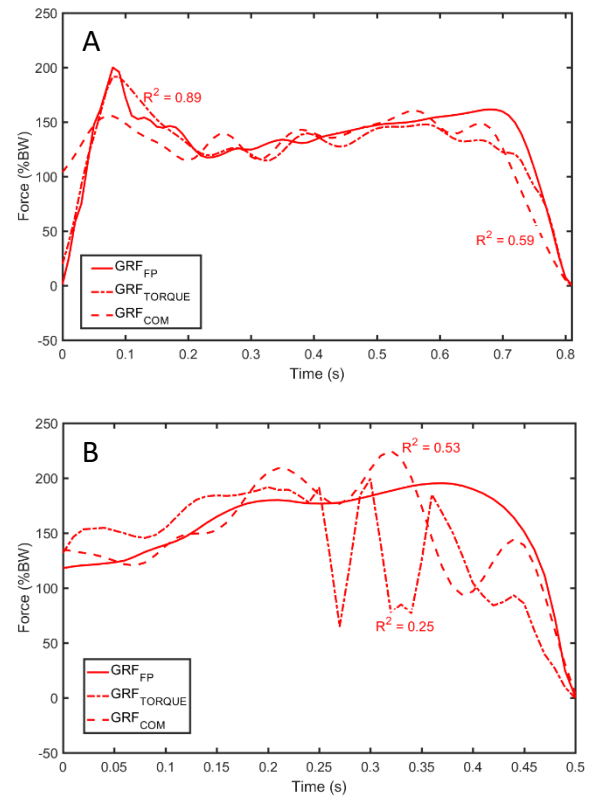 A
250
200
150
100
50
0
-50
Force (%BW)
R² = 0.89
R² = 0.59
GRF_FP
GRF_TORQUE
GRF_COM
0 0.1 0.2 0.3 0.4 0.5 0.6 0.7 0.8
Time (s)
B
250
200
150
100
50
0
-50
Force (%BW)
R² = 0.53
R² = 0.25
GRF_FP
GRF_TORQUE
GRF_COM
0 0.05 0.1 0.15 0.2 0.25 0.3 0.35 0.4 0.45 0.5
Time (s)